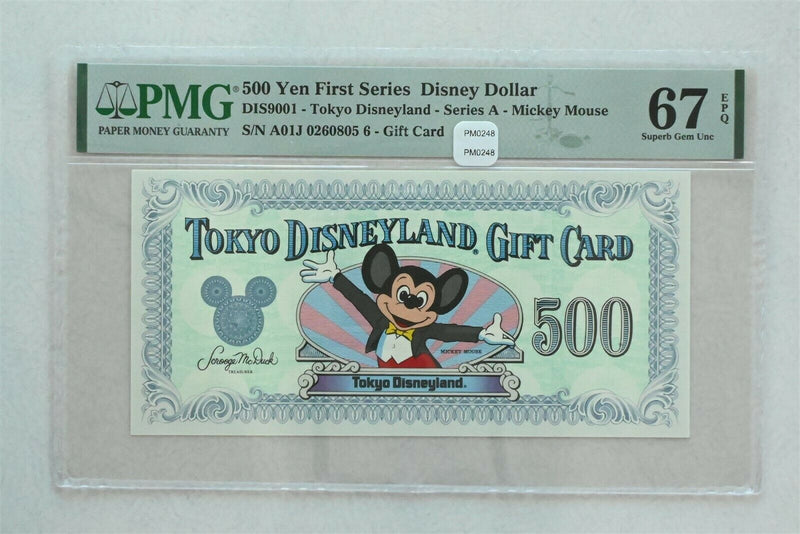 PMG® 500 Yen First Series Disney Dollar
DIS9001 - Tokyo Disneyland - Series A - Mickey Mouse
PAPER MONEY GUARANTY S/N A01J 0260805 6 - Gift Card
PM0248
PM0248
67 EPQ
Superb Gem Unc
TOKYO DISNEYLAND® GIFT CARD
500
MICKEY MOUSE
Scrooge McDuck
TREASURER
Tokyo Disneyland®